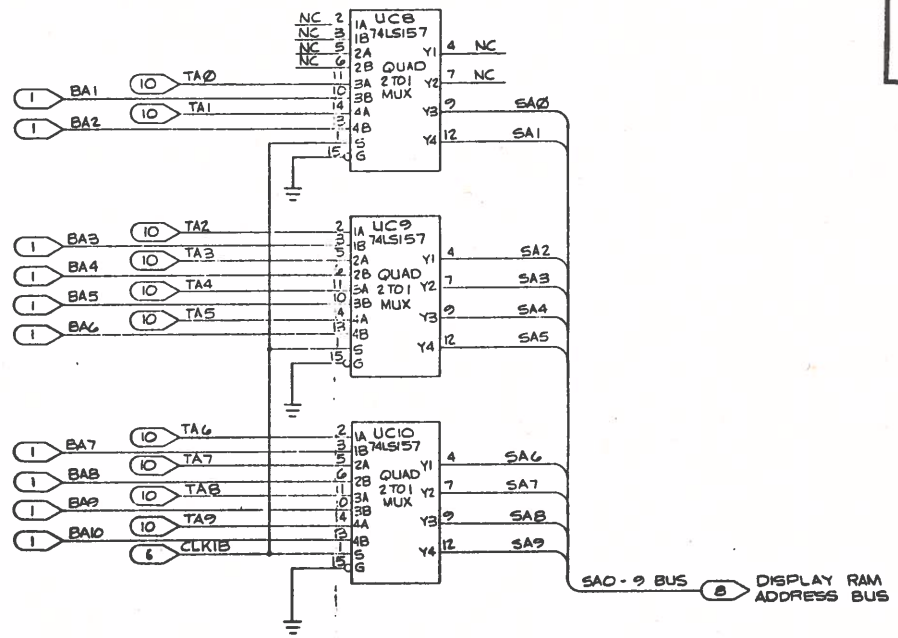 NC 2 1A UC8
NC 3 1B 74LS157
NC 5 2A Y1 4 NC
NC 6 2B QUAD
10 TAØ 11 3A 2 TO 1 Y2 7 NC
1 BA1 10 3B MUX
10 TA1 14 4A Y3 9 SAØ
1 BA2 13 4B
1 S Y4 12 SA1
15 G
10 TA2 2 1A UC9
1 BA3 3 1B 74LS157
10 TA3 5 2A Y1 4 SA2
1 BA4 6 2B QUAD
10 TA4 11 3A 2 TO 1 Y2 7 SA3
1 BA5 10 3B MUX
10 TA5 14 4A Y3 9 SA4
1 BA6 13 4B
1 S Y4 12 SA5
15 G
10 TA6 2 1A UC10
1 BA7 3 1B 74LS157
10 TA7 5 2A Y1 4 SA6
1 BA8 6 2B QUAD
10 TA8 11 3A 2 TO 1 Y2 7 SA7
1 BA9 10 3B MUX
10 TA9 14 4A Y3 9 SA8
1 BA10 13 4B
6 CLK1B 1 S Y4 12 SA9
15 G
SA0 - 9 BUS 8 DISPLAY RAM
ADDRESS BUS